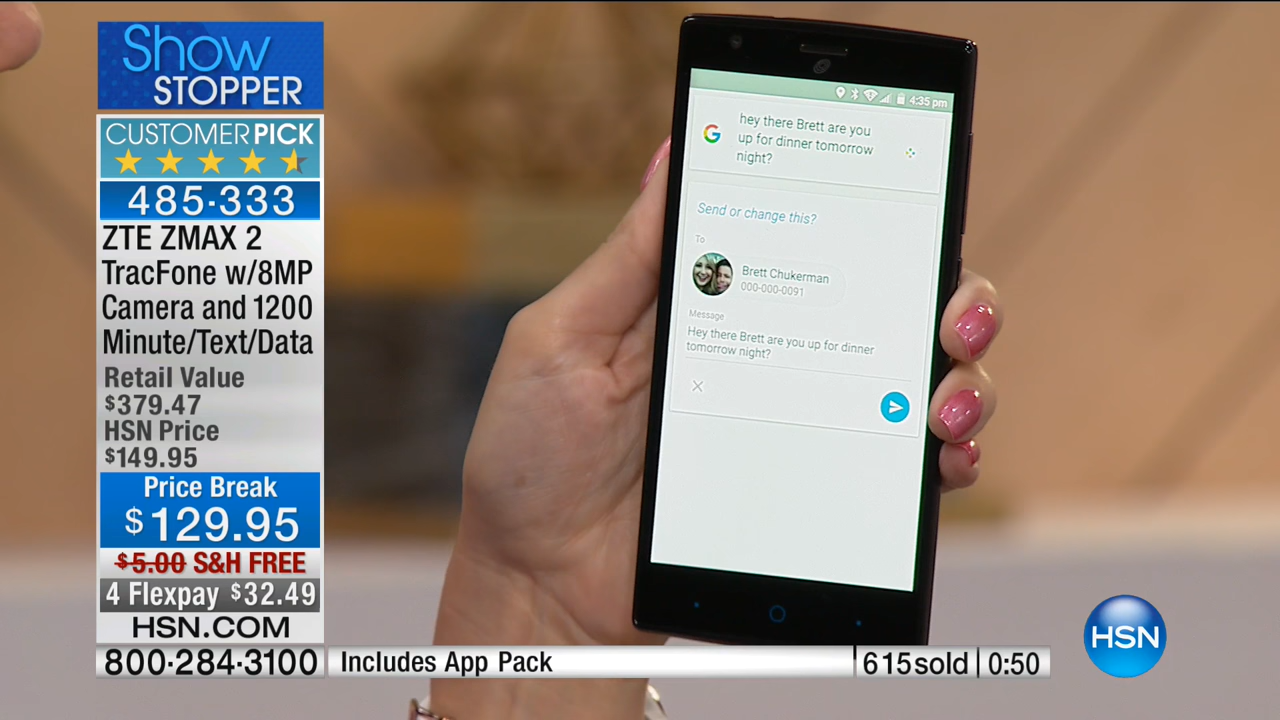 Show
STOPPER
CUSTOMERPICK
485-333
ZTE ZMAX 2
TracFone w/8MP
Camera and 1200
Minute/Text/Data
Retail Value
$379.47
HSN Price
$149.95
Price Break
$129.95
$5.00 S&H FREE
4 Flexpay $32.49
HSN.COM
800-284-3100
Includes App Pack
615sold | 0:50
HSN
4:35 pm
G
hey there Brett are you
up for dinner tomorrow
night?
Send or change this?
To
Brett Chukerman
000-000-0091
Message
Hey there Brett are you up for dinner
tomorrow night?